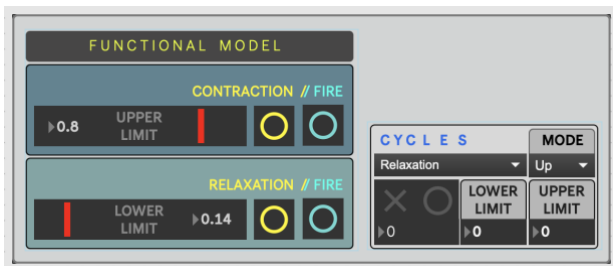 FUNCTIONAL MODEL
CONTRACTION // FIRE
0.8
UPPER
LIMIT
RELAXATION // FIRE
LOWER
LIMIT
0.14
CYCLES
MODE
Relaxation
Up
LOWER
LIMIT
UPPER
LIMIT
0
0
0